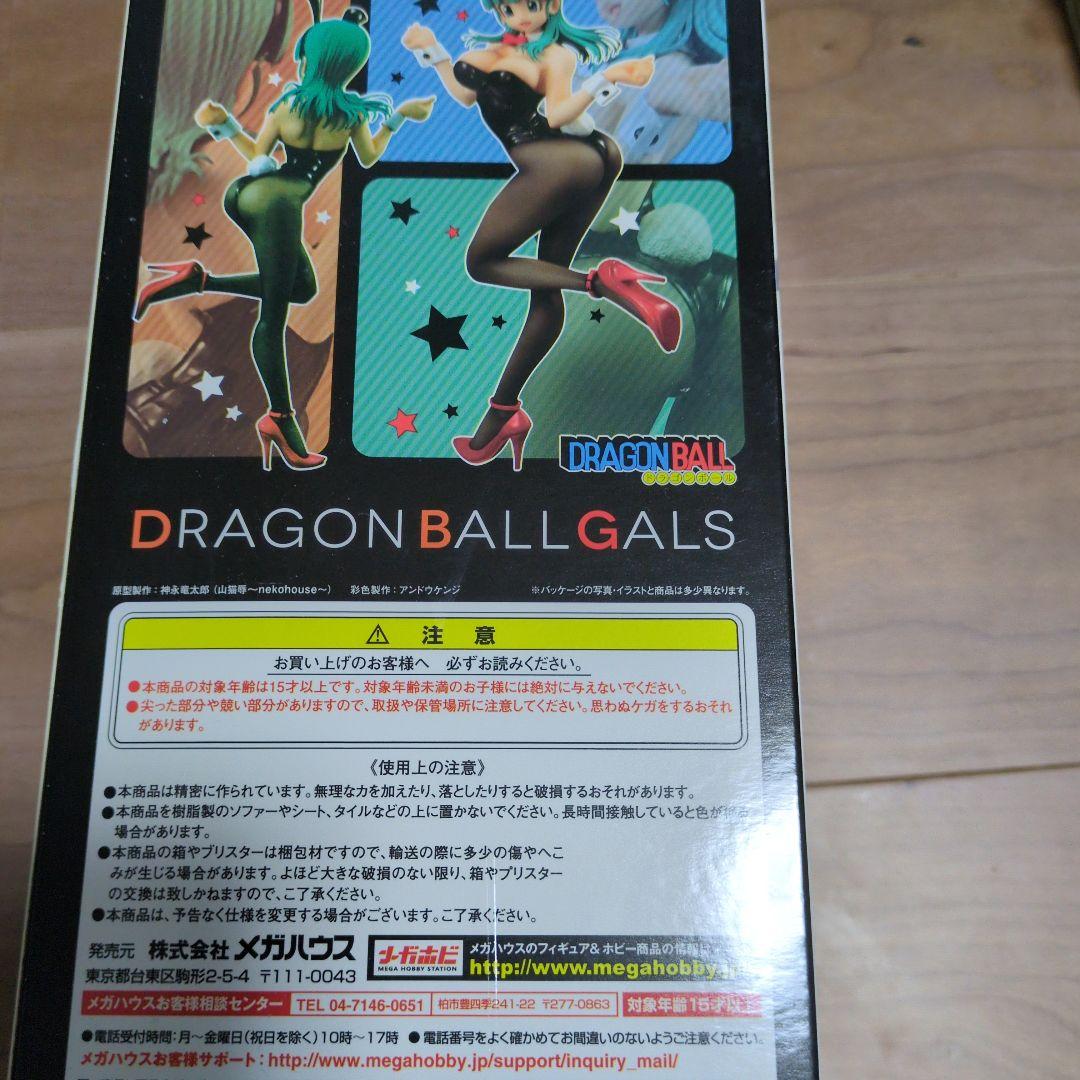 DRAGON BALL
ドラゴンボール
DRAGON BALL GALS
原型製作：神永竜太郎（山猫辱～nekohouse～） 彩色製作：アンドウケンジ ※パッケージの写真・イラストと商品は多少異なります。
⚠ 注 意
お買い上げのお客様へ 必ずお読みください。
●本商品の対象年齢は15才以上です。対象年齢未満のお子様には絶対に与えないでください。
●尖った部分や鋭い部分がありますので、取扱や保管場所に注意してください。思わぬケガをするおそれ
があります。
《使用上の注意》
●本商品は精密に作られています。無理な力を加えたり、落としたりすると破損するおそれがあります。
●本商品を樹脂製のソファーやシート、タイルなどの上に置かないでください。長時間接触していると色が移る
場合があります。
●本商品の箱やブリスターは梱包材ですので、輸送の際に多少の傷やへこ
みが生じる場合があります。よほど大きな破損のない限り、箱やブリスター
の交換は致しかねますので、ご了承ください。
●本商品は、予告なく仕様を変更する場合がございます。ご了承ください。
発売元 株式会社 メガハウス
東京都台東区駒形2-5-4 〒111-0043
メガホビ
MEGA HOBBY STATION
メガハウスのフィギュア& ホビー商品の情報は
http://www.megahobby.jp
メガハウスお客様相談センター TEL 04-7146-0651 柏市豊四季241-22 〒277-0863 対象年齢15才以上
●電話受付時間：月～金曜日（祝日を除く）10時～17時 ●電話番号をよく確かめてお間違いのないようご注意ください。
メガハウスお客様サポート：http://www.megahobby.jp/support/inquiry_mail/